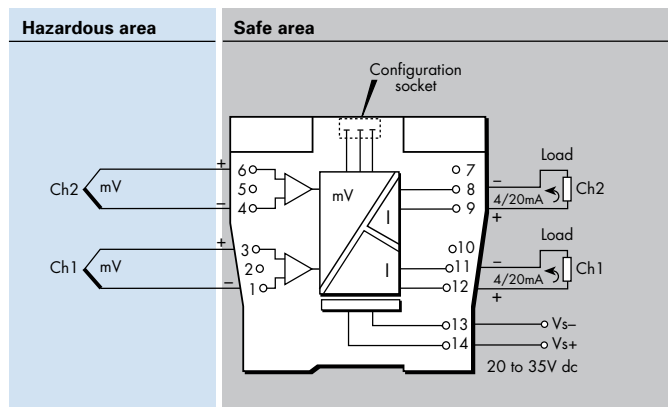 Hazardous area
Safe area
Configuration
socket
Ch2
mV
+
−
6
5
4
mV
I
I
7
8
9
−
+
4/20mA
Load
Ch2
Ch1
mV
+
−
3
2
1
10
11
12
−
+
4/20mA
Load
Ch1
13
14
Vs−
Vs+
20 to 35V dc